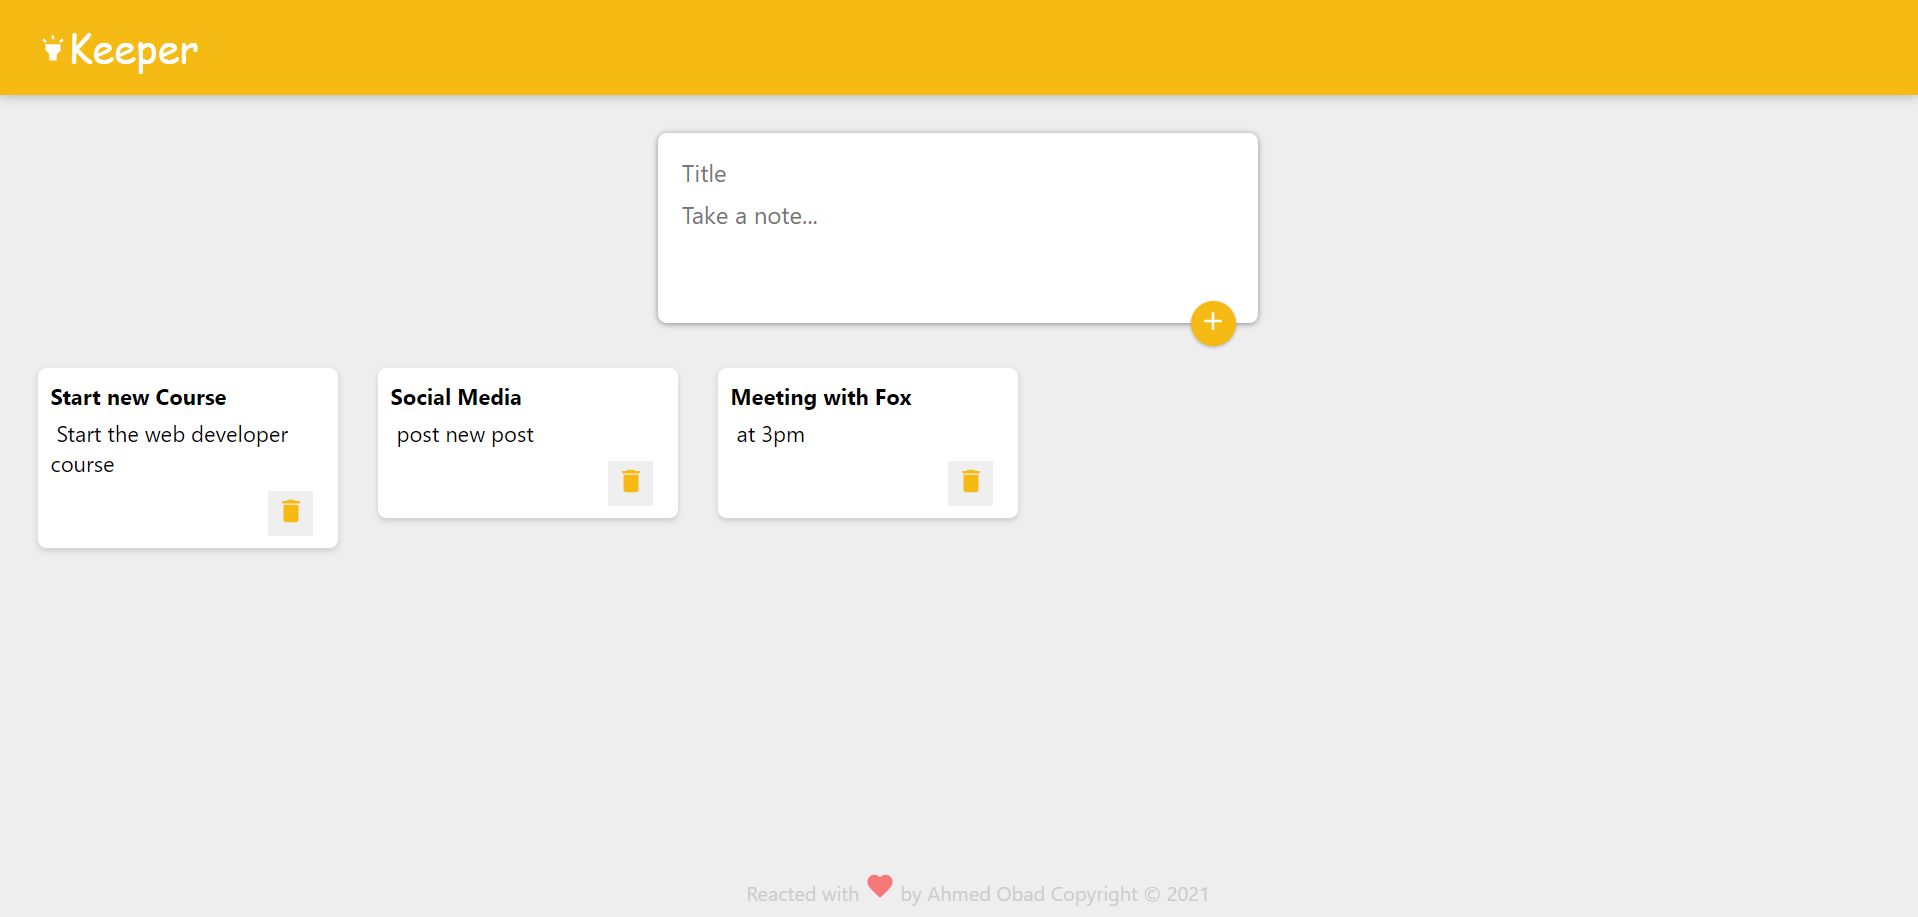 Keeper
Title
Take a note...
Start new Course
Start the web developer
course
Social Media
post new post
Meeting with Fox
at 3pm
Reacted with by Ahmed Obad Copyright © 2021